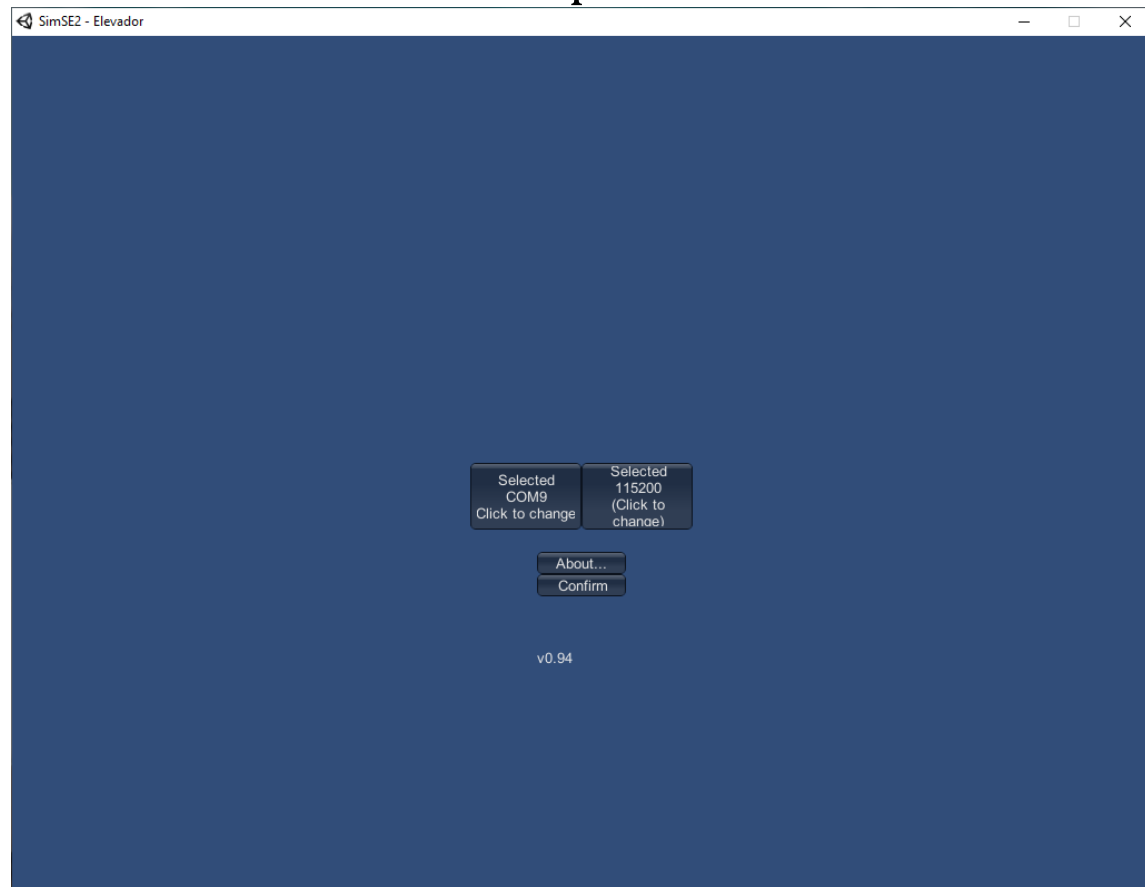 SimSE2 - Elevador
Selected
COM9
Click to change
Selected
115200
(Click to
change)
About...
Confirm
v0.94